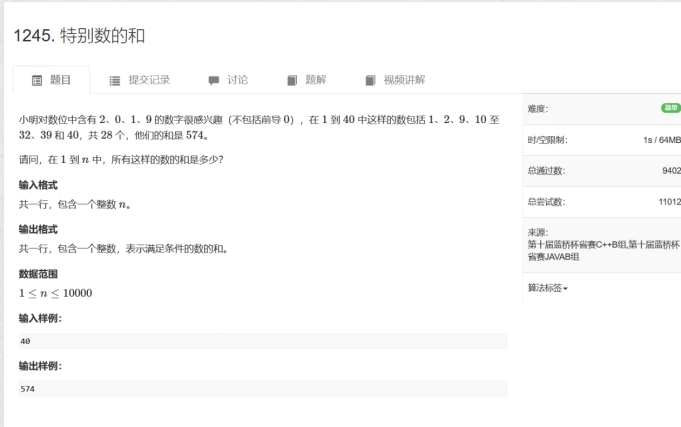 1245. 特别数的和
题目
提交记录
讨论
题解
视频讲解
小明对数位中含有 2、0、1、9 的数字很感兴趣（不包括前导 0），在 1 到 40 中这样的数包括 1、2、9、10 至
32、39 和 40，共 28 个，他们的和是 574。
请问，在 1 到 n 中，所有这样的数的和是多少？
输入格式
共一行，包含一个整数 n。
输出格式
共一行，包含一个整数，表示满足条件的数的和。
数据范围
1 ≤ n ≤ 10000
输入样例：
40
输出样例：
574
难度： 简单
时/空限制： 1s / 64MB
总通过数： 9402
总尝试数： 11012
来源：
第十届蓝桥杯省赛C++B组,第十届蓝桥杯
省赛JAVAB组
算法标签